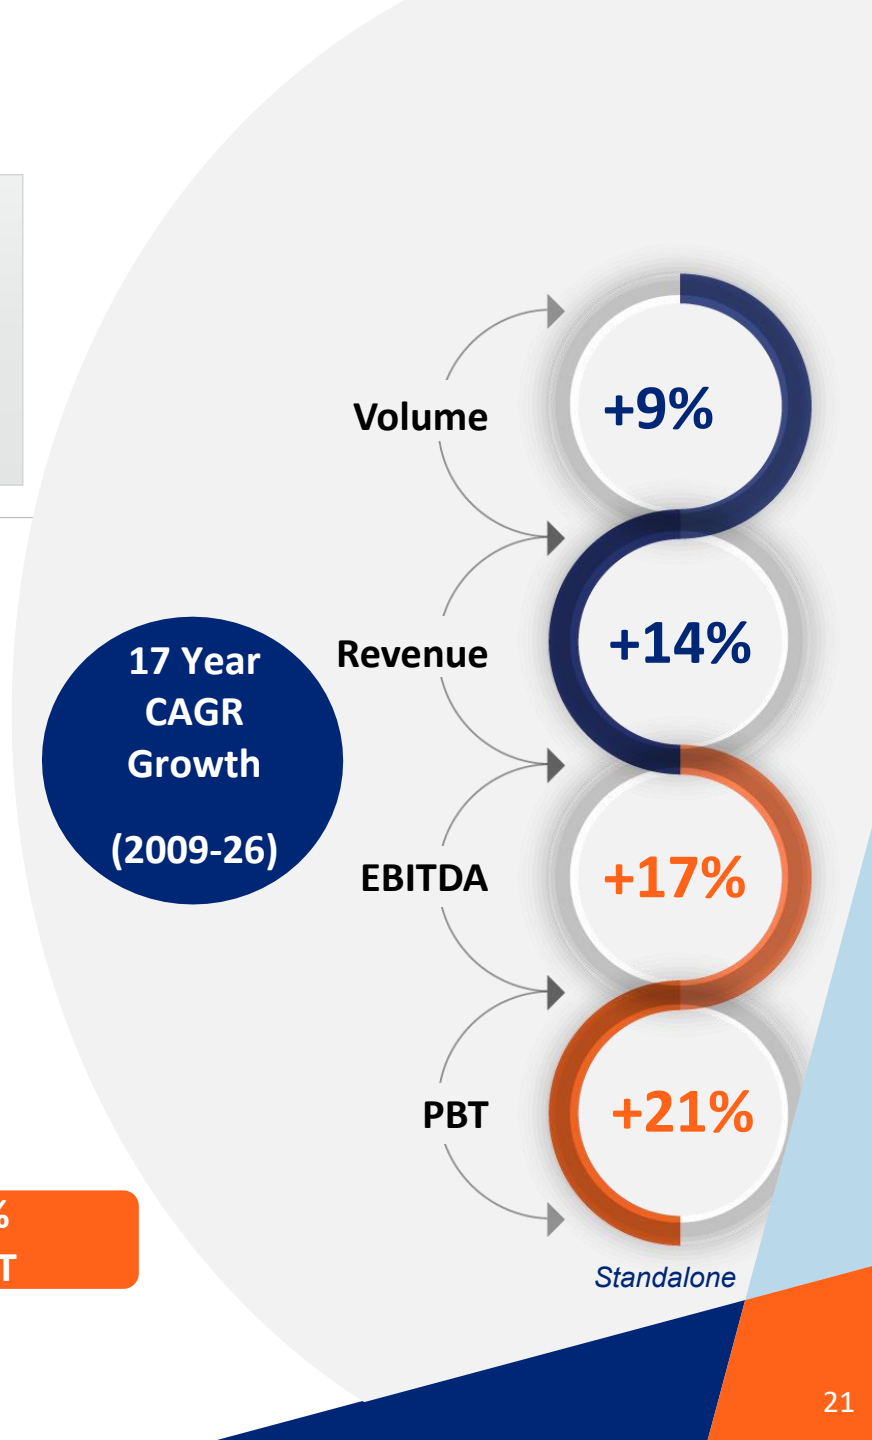 Volume
+9%
Revenue
+14%
17 Year
CAGR
Growth
(2009-26)
EBITDA
+17%
PBT
+21%
%
T
Standalone
21